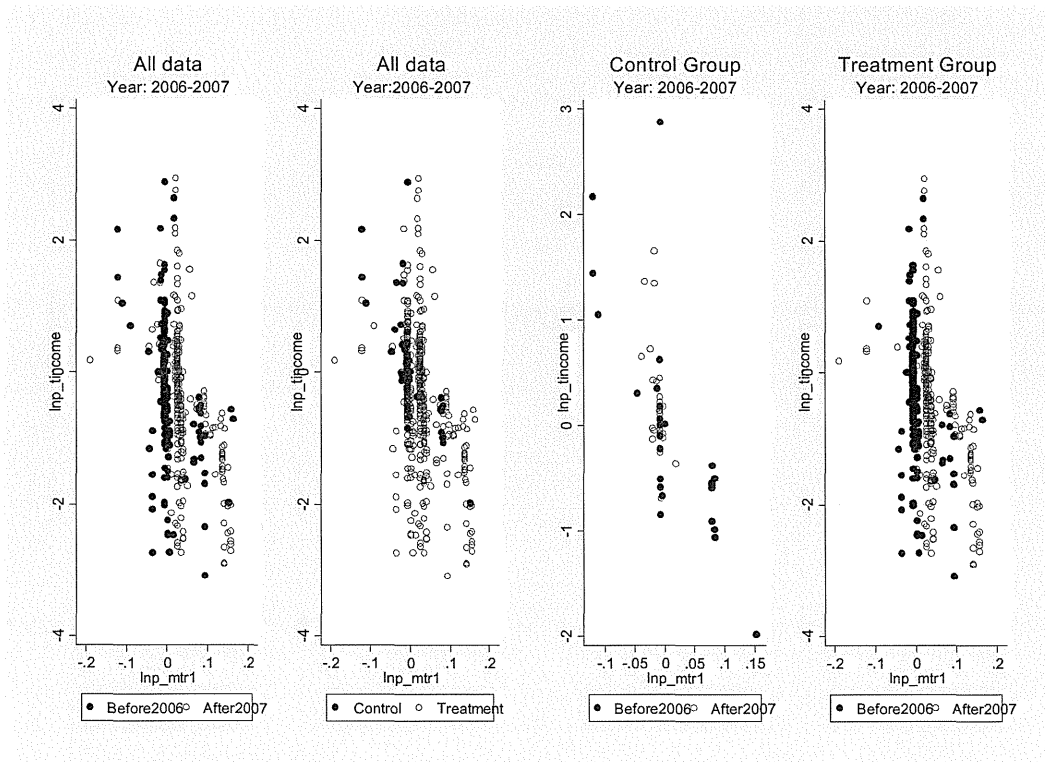 All data
Year: 2006-2007
4
2
0
-2
-4
lnp_tincome
-.2 -.1 0 .1 .2
lnp_mtr1
Before2006 After2007
All data
Year:2006-2007
4
2
0
-2
-4
lnp_tincome
-.2 -.1 0 .1 .2
lnp_mtr1
Control Treatment
Control Group
Year: 2006-2007
3
2
1
0
-1
-2
lnp_tincome
-.1 -.05 0 .05 .1 .15
lnp_mtr1
Before2006 After2007
Treatment Group
Year: 2006-2007
4
2
0
-2
-4
lnp_tincome
-.2 -.1 0 .1 .2
lnp_mtr1
Before2006 After2007